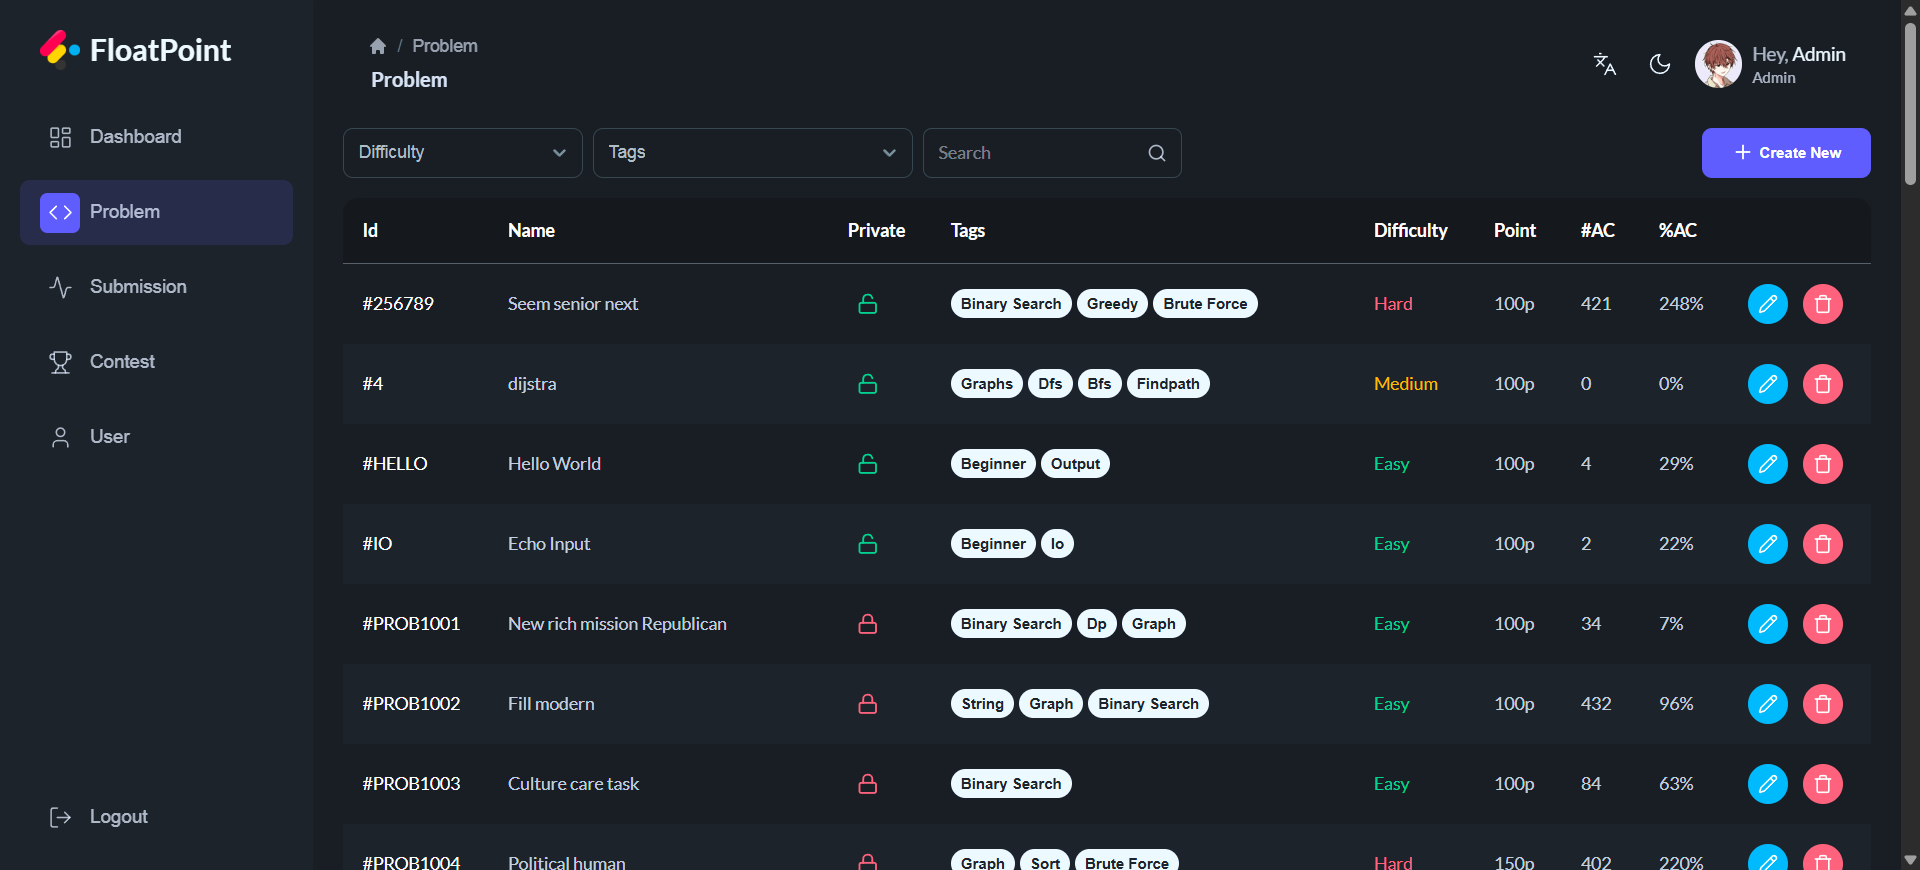 FloatPoint
Dashboard
Problem
Submission
Contest
User
Logout
/ Problem
Problem
Hey, Admin
Admin
Difficulty
Tags
Search
Create New
Id Name Private Tags Difficulty Point #AC %AC
#256789 Seem senior next Binary Search Greedy Brute Force Hard 100p 421 248%
#4 dijstra Graphs Dfs Bfs Findpath Medium 100p 0 0%
#HELLO Hello World Beginner Output Easy 100p 4 29%
#IO Echo Input Beginner Io Easy 100p 2 22%
#PROB1001 New rich mission Republican Binary Search Dp Graph Easy 100p 34 7%
#PROB1002 Fill modern String Graph Binary Search Easy 100p 432 96%
#PROB1003 Culture care task Binary Search Easy 100p 84 63%
#PROB1004 Political human Graph Sort Brute Force Hard 150p 402 220%